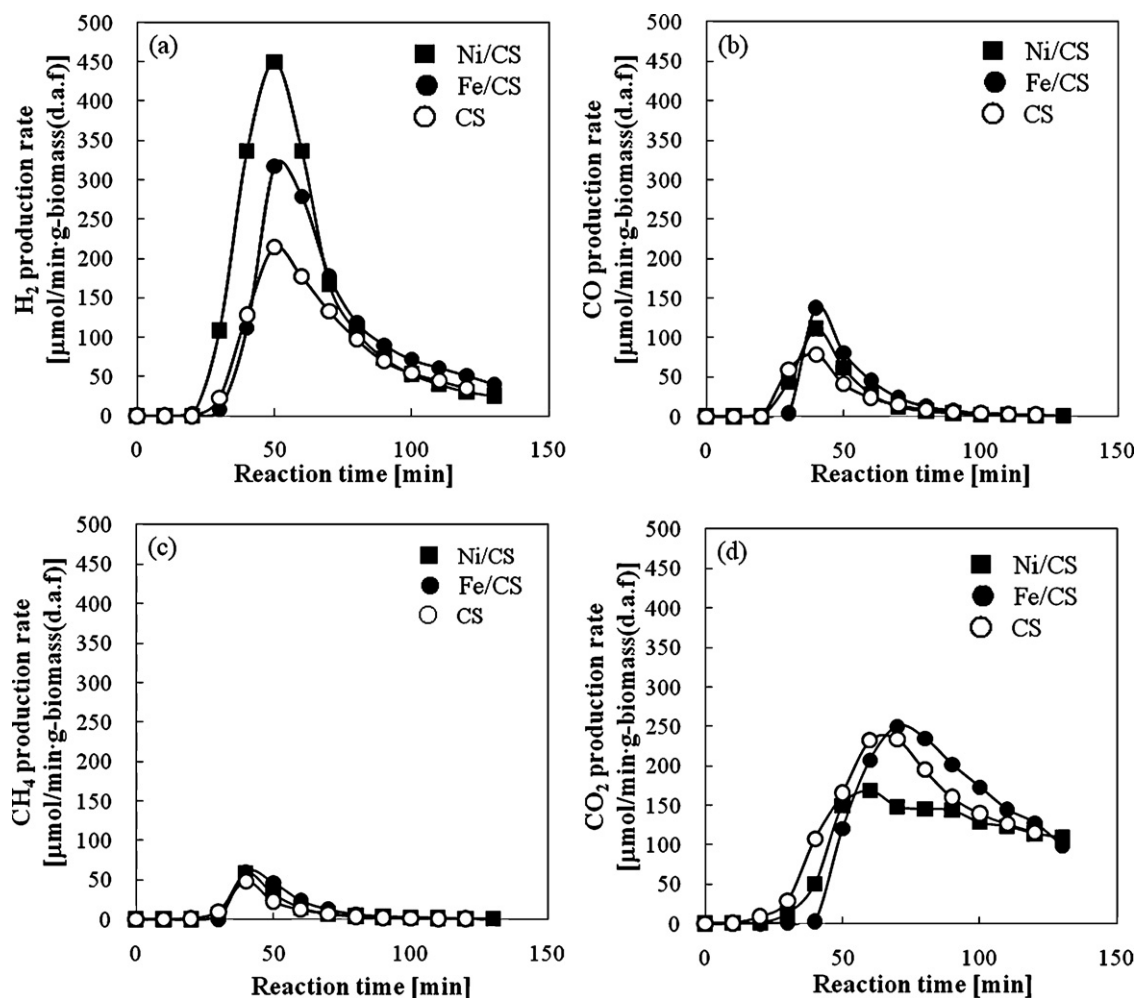 (a)
500
450
400
350
300
250
200
150
100
50
0
H₂ production rate
[μmol/min·g-biomass(d.a.f)]
Ni/CS
Fe/CS
CS
0 50 100 150
Reaction time [min]
(b)
500
450
400
350
300
250
200
150
100
50
0
CO production rate
[μmol/min·g-biomass(d.a.f)]
Ni/CS
Fe/CS
CS
0 50 100 150
Reaction time [min]
(c)
500
450
400
350
300
250
200
150
100
50
0
CH₄ production rate
[μmol/min·g-biomass(d.a.f)]
Ni/CS
Fe/CS
CS
0 50 100 150
Reaction time [min]
(d)
500
450
400
350
300
250
200
150
100
50
0
CO₂ production rate
[μmol/min·g-biomass(d.a.f)]
Ni/CS
Fe/CS
CS
0 50 100 150
Reaction time [min]